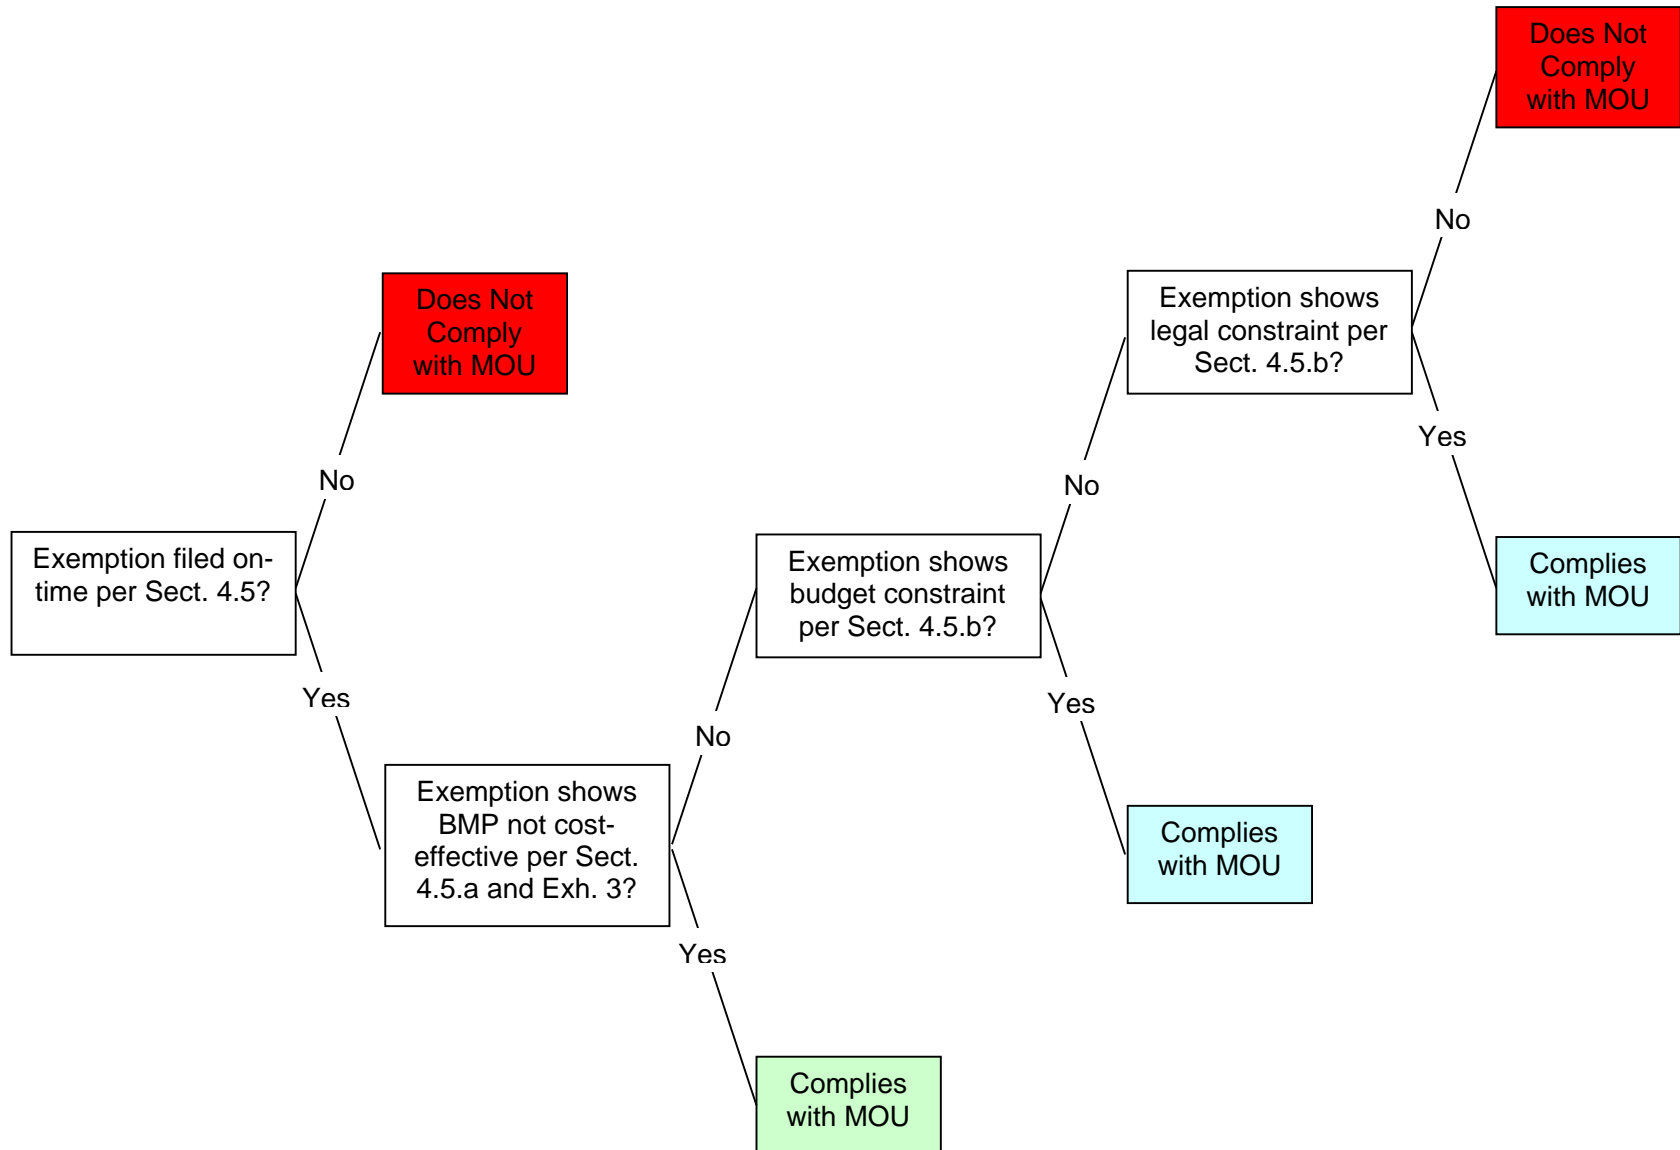 Does Not
Comply
with MOU
No
Exemption shows
legal constraint per
Sect. 4.5.b?
Does Not
Comply
with MOU
Yes
No
No
Exemption filed on-
time per Sect. 4.5?
Exemption shows
budget constraint
per Sect. 4.5.b?
Complies
with MOU
Yes
Yes
No
Exemption shows
BMP not cost-
effective per Sect.
4.5.a and Exh. 3?
Complies
with MOU
Yes
Complies
with MOU